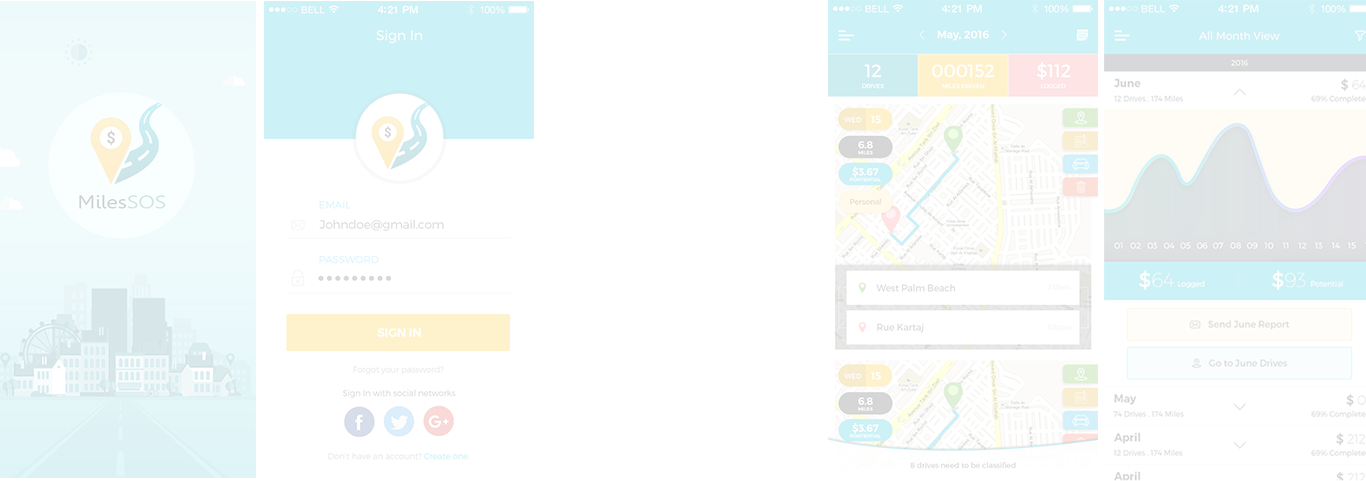 MilesSOS
BELL 4:21 PM 100%
Sign In
EMAIL
Johndoe@gmail.com
PASSWORD
SIGN IN
Forgot your password?
Sign In with social networks
Don't have an account? Create one.
BELL 4:21 PM 100%
May, 2016
12 000152 $112
DRIVES MILES DRIVED LOGGED
WED 15
6.8
MILES
$3.67
POTENTIAL
Personal
West Palm Beach
Rue Kartaj
WED 15
6.8
MILES
$3.67
8 drives need to be classified
BELL 4:21 PM 100%
All Month View
2016
June $ 64
12 Drives . 174 Miles 69% Complete
01 02 03 04 05 06 07 08 09 10 11 12 13 14 15
$64 Logged $93 Potential
Send June Report
Go to June Drives
May $ 0
74 Drives . 174 Miles 69% Complete
April $ 212
12 Drives . 174 Miles 69% Complete
April $ 212